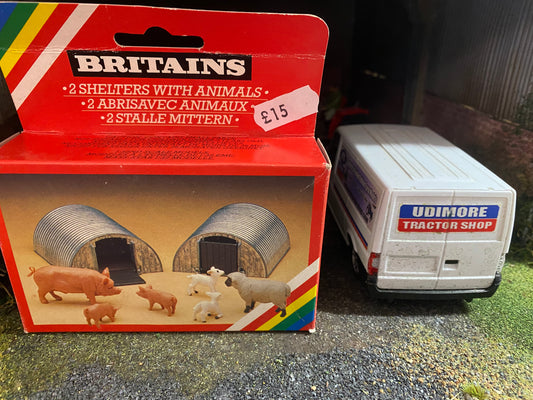 BRITAINS
• 2 SHELTERS WITH ANIMALS •
• 2 ABRISAVEC ANIMAUX •
• 2 STALLE MITTERN •
£15
UDIMORE
TRACTOR SHOP